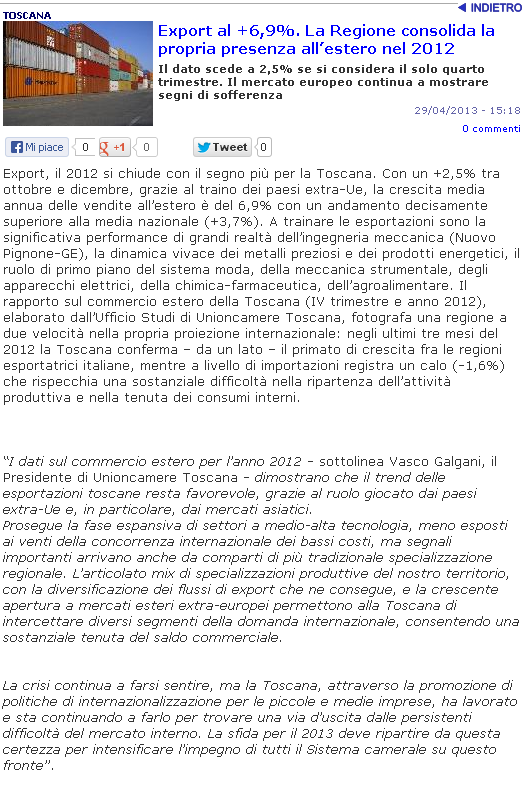 INDIETRO
TOSCANA
Export al +6,9%. La Regione consolida la
propria presenza all’estero nel 2012
Il dato scede a 2,5% se si considera il solo quarto
trimestre. Il mercato europeo continua a mostrare
segni di sofferenza
29/04/2013 - 15:18
0 commenti
Mi piace 0 +1 0 Tweet 0
Export, il 2012 si chiude con il segno più per la Toscana. Con un +2,5% tra
ottobre e dicembre, grazie al traino dei paesi extra-Ue, la crescita media
annua delle vendite all’estero è del 6,9% con un andamento decisamente
superiore alla media nazionale (+3,7%). A trainare le esportazioni sono la
significativa performance di grandi realtà dell’ingegneria meccanica (Nuovo
Pignone-GE), la dinamica vivace dei metalli preziosi e dei prodotti energetici, il
ruolo di primo piano del sistema moda, della meccanica strumentale, degli
apparecchi elettrici, della chimica-farmaceutica, dell’agroalimentare. Il
rapporto sul commercio estero della Toscana (IV trimestre e anno 2012),
elaborato dall’Ufficio Studi di Unioncamere Toscana, fotografa una regione a
due velocità nella propria proiezione internazionale: negli ultimi tre mesi del
2012 la Toscana conferma – da un lato – il primato di crescita fra le regioni
esportatrici italiane, mentre a livello di importazioni registra un calo (-1,6%)
che rispecchia una sostanziale difficoltà nella ripartenza dell’attività
produttiva e nella tenuta dei consumi interni.
“I dati sul commercio estero per l’anno 2012 – sottolinea Vasco Galgani, il
Presidente di Unioncamere Toscana – dimostrano che il trend delle
esportazioni toscane resta favorevole, grazie al ruolo giocato dai paesi
extra-Ue e, in particolare, dai mercati asiatici.
Prosegue la fase espansiva di settori a medio-alta tecnologia, meno esposti
ai venti della concorrenza internazionale dei bassi costi, ma segnali
importanti arrivano anche da comparti di più tradizionale specializzazione
regionale. L’articolato mix di specializzazioni produttive del nostro territorio,
con la diversificazione dei flussi di export che ne consegue, e la crescente
apertura a mercati esteri extra-europei permettono alla Toscana di
intercettare diversi segmenti della domanda internazionale, consentendo una
sostanziale tenuta del saldo commerciale.
La crisi continua a farsi sentire, ma la Toscana, attraverso la promozione di
politiche di internazionalizzazione per le piccole e medie imprese, ha lavorato
e sta continuando a farlo per trovare una via d’uscita dalle persistenti
difficoltà del mercato interno. La sfida per il 2013 deve ripartire da questa
certezza per intensificare l’impegno di tutti il Sistema camerale su questo
fronte”.